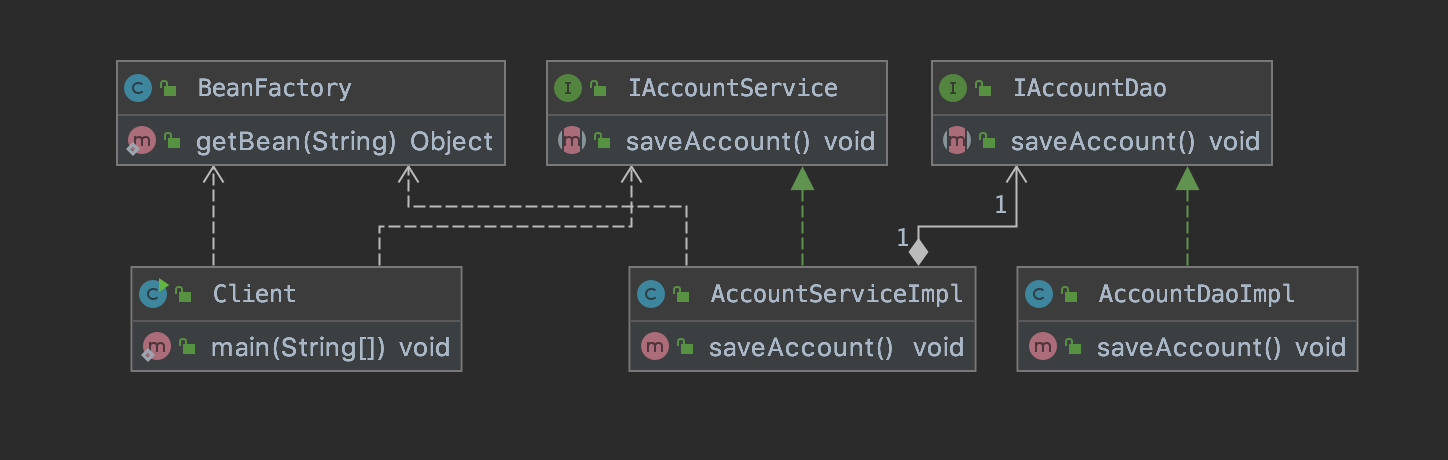 C BeanFactory
m getBean(String) Object
I IAccountService
m saveAccount() void
I IAccountDao
m saveAccount() void
1
1
C Client
m main(String[]) void
C AccountServiceImpl
m saveAccount() void
C AccountDaoImpl
m saveAccount() void